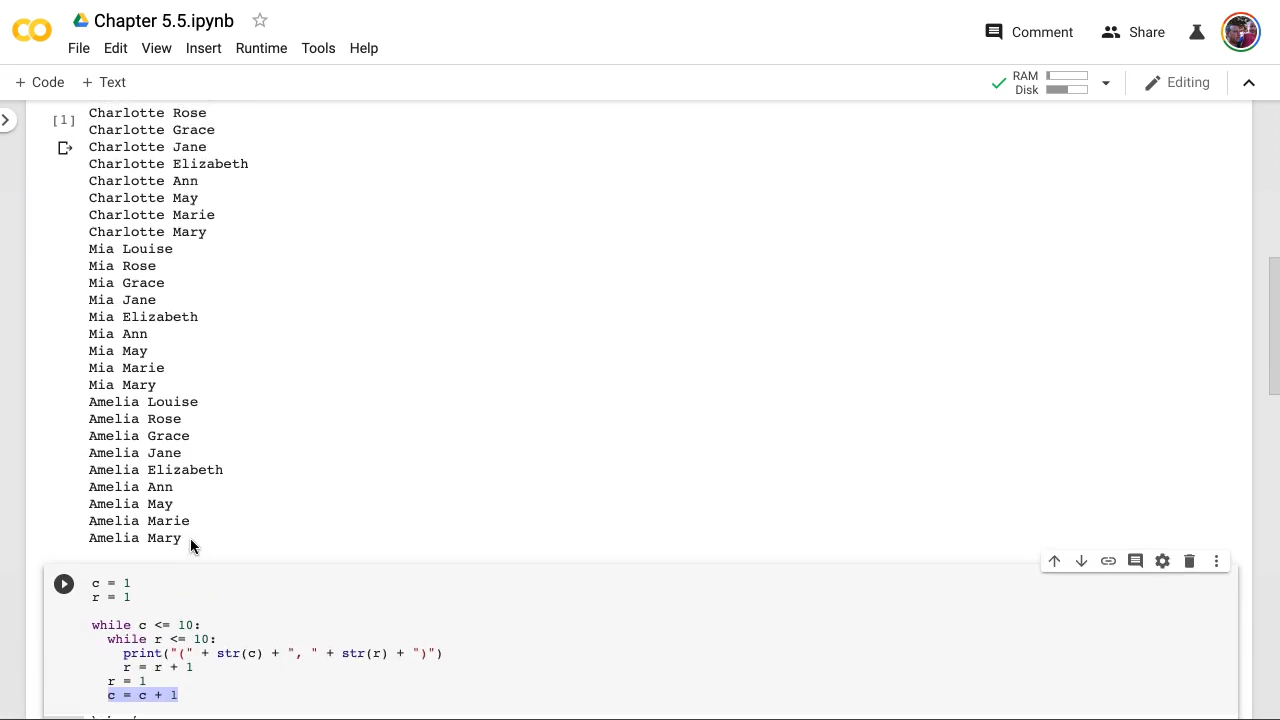 Chapter 5.5.ipynb
File Edit View Insert Runtime Tools Help
Comment Share
+ Code + Text
RAM
Disk
Editing
[1]
Charlotte Rose
Charlotte Grace
Charlotte Jane
Charlotte Elizabeth
Charlotte Ann
Charlotte May
Charlotte Marie
Charlotte Mary
Mia Louise
Mia Rose
Mia Grace
Mia Jane
Mia Elizabeth
Mia Ann
Mia May
Mia Marie
Mia Mary
Amelia Louise
Amelia Rose
Amelia Grace
Amelia Jane
Amelia Elizabeth
Amelia Ann
Amelia May
Amelia Marie
Amelia Mary
c = 1
r = 1
while c <= 10:
while r <= 10:
print("(" + str(c) + ", " + str(r) + ")")
r = r + 1
r = 1
c = c + 1